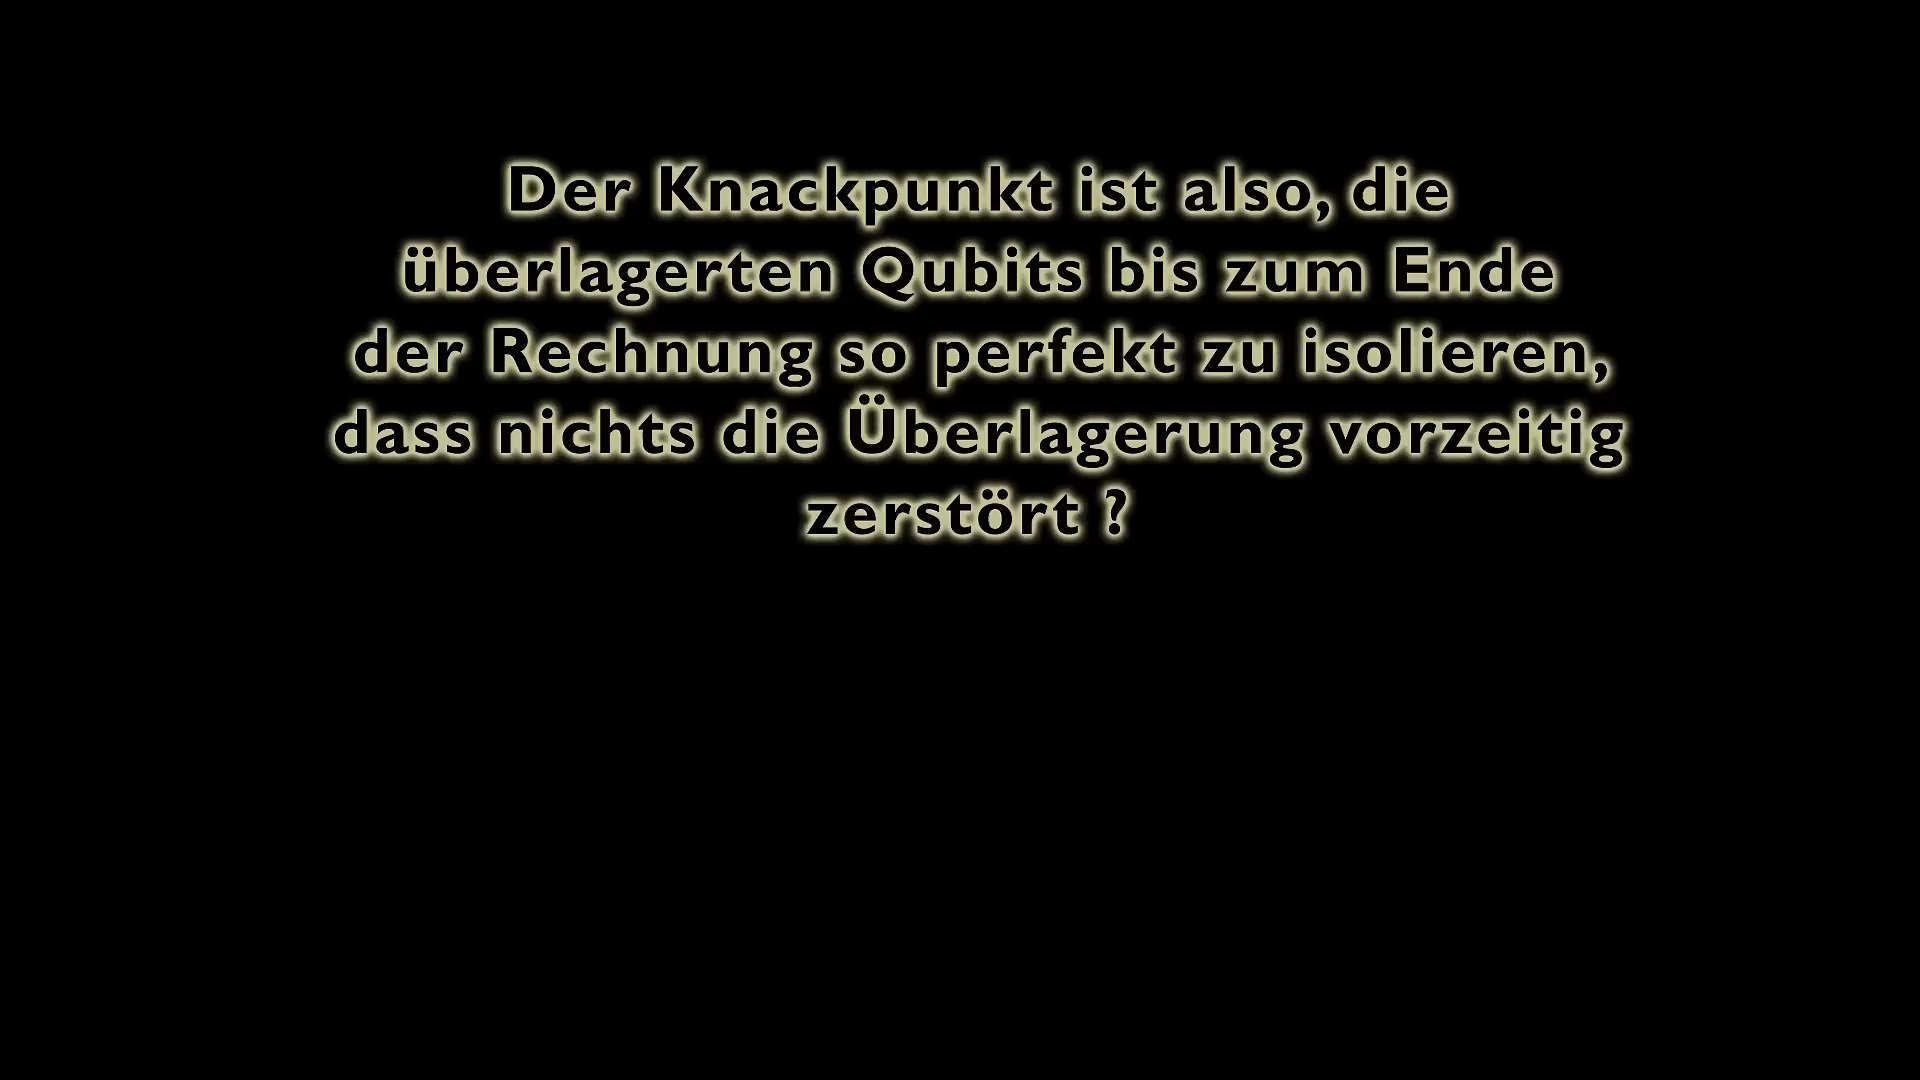 Der Knackpunkt ist also, die
überlagerten Qubits bis zum Ende
der Rechnung so perfekt zu isolieren,
dass nichts die Überlagerung vorzeitig
zerstört ?